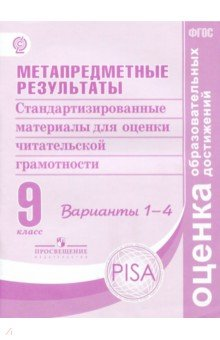 ФГОС
МЕТАПРЕДМЕТНЫЕ
РЕЗУЛЬТАТЫ
Стандартизированные
материалы для оценки
читательской
грамотности
9
класс
Варианты 1–4
ПРОСВЕЩЕНИЕ
PISA
оценка
образовательных
достижений